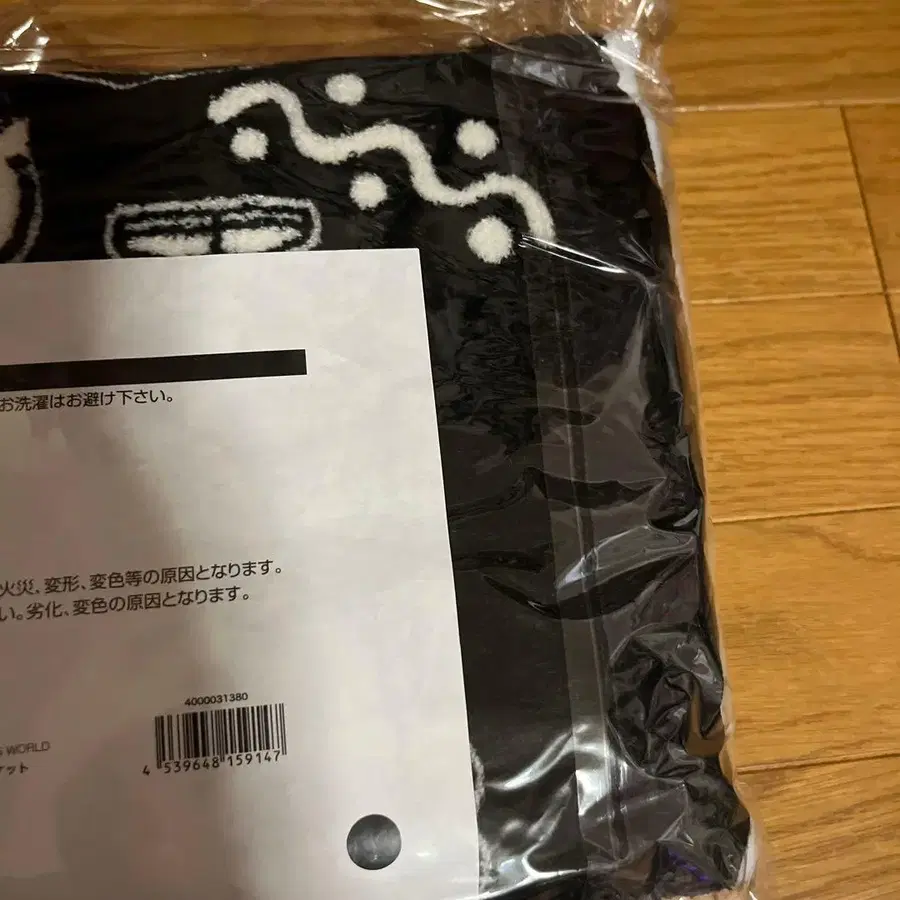 お洗濯はお避け下さい。
火災、変形、変色等の原因となります。
い。劣化、変色の原因となります。
4000031380
4 539648 159147
WORLD
ケット